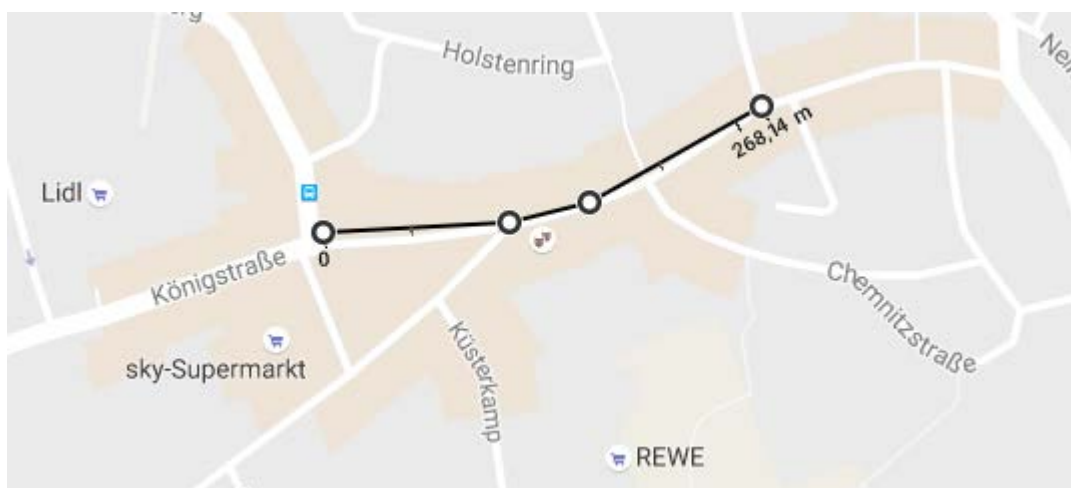 Holstenring
Lidl
268,14 m
0
Königstraße
Chemnitzstraße
sky-Supermarkt
Küsterkamp
REWE